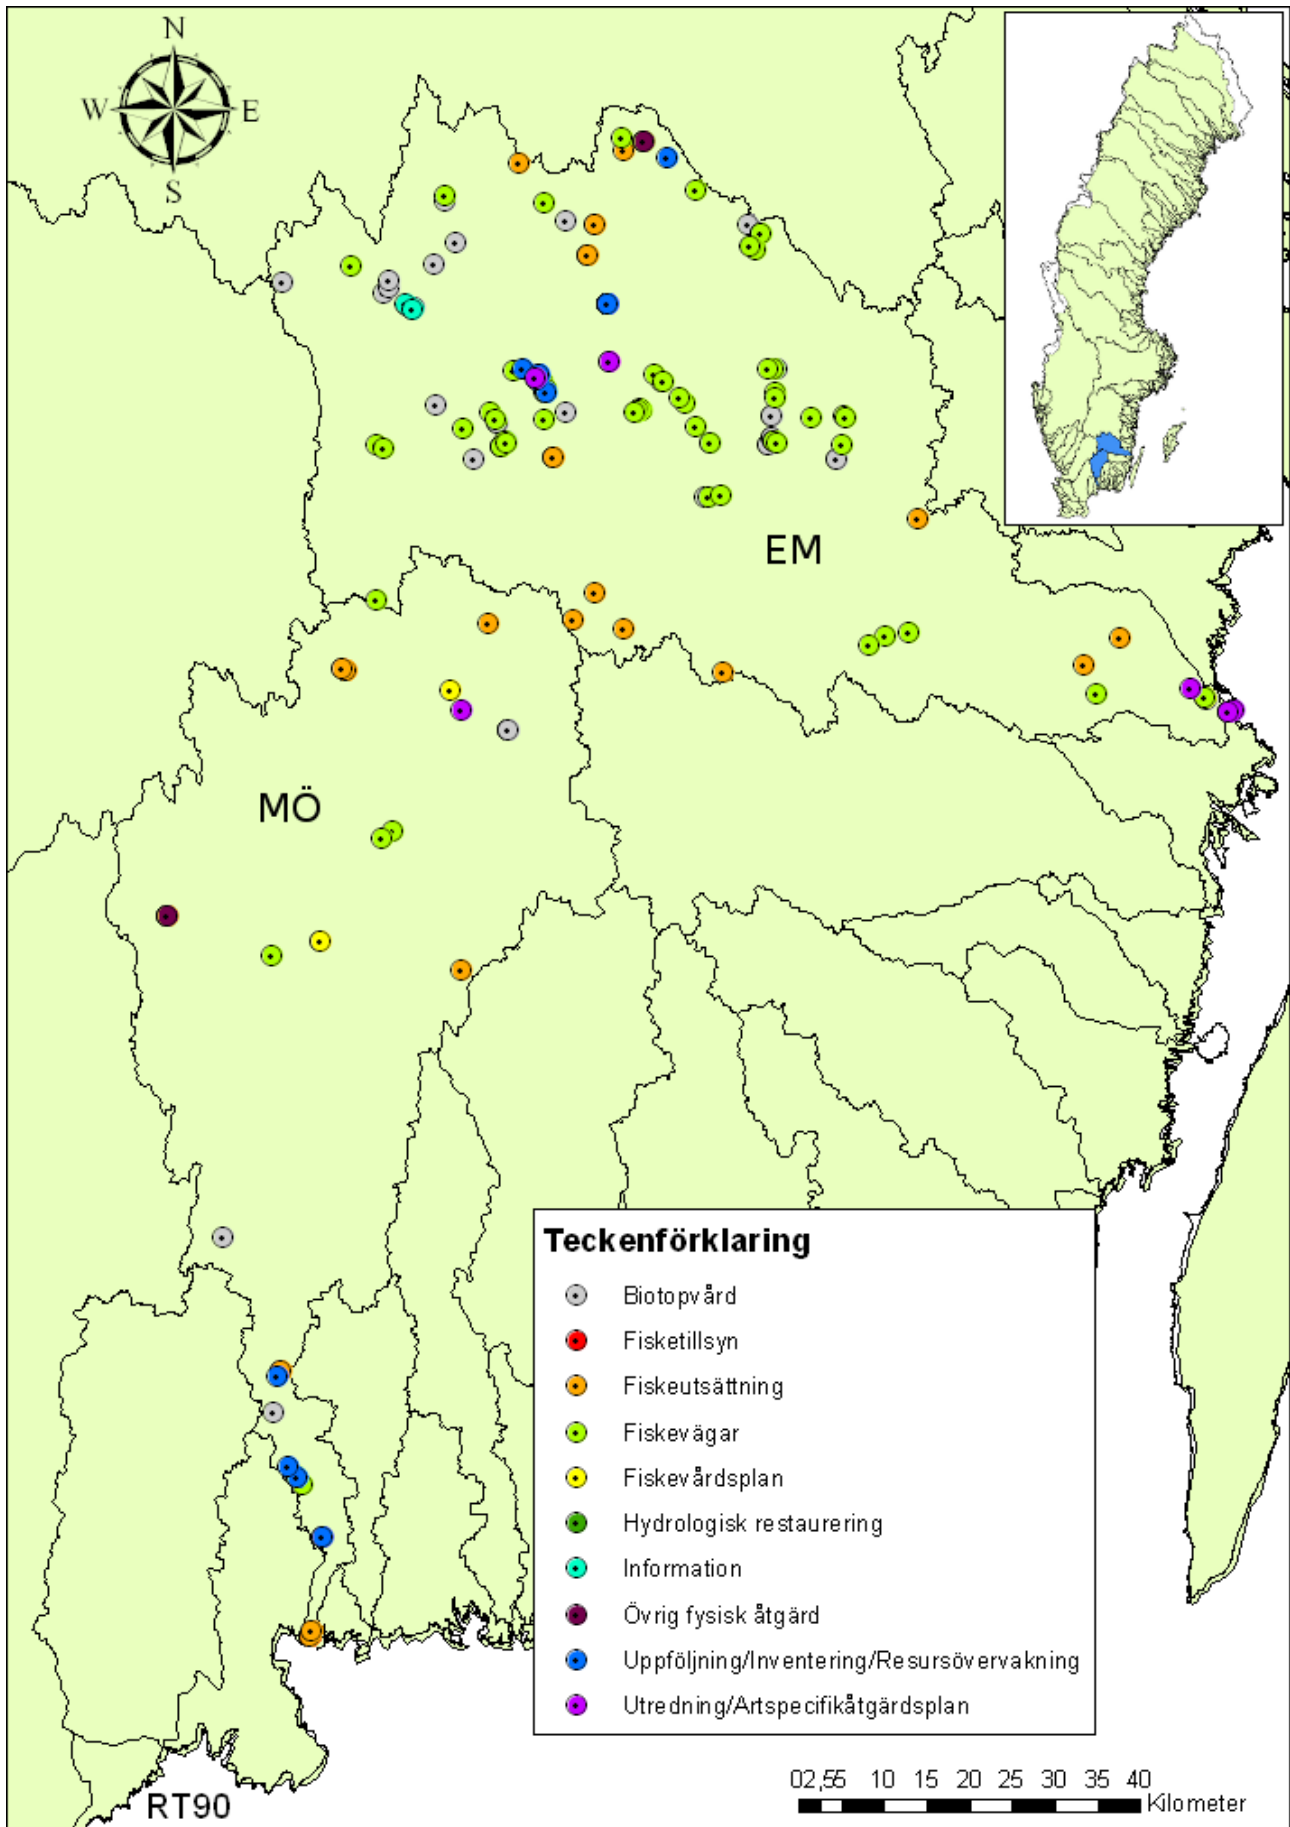 N
W E
S
EM
MÖ
Teckenförklaring
Biotopvård
Fisketillsyn
Fiskeutsättning
Fiskevägar
Fiskevårdsplan
Hydrologisk restaurering
Information
Övrig fysisk åtgärd
Uppföljning/Inventering/Resursövervakning
Utredning/Artspecifikåtgärdsplan
02,55 10 15 20 25 30 35 40
Kilometer
RT90